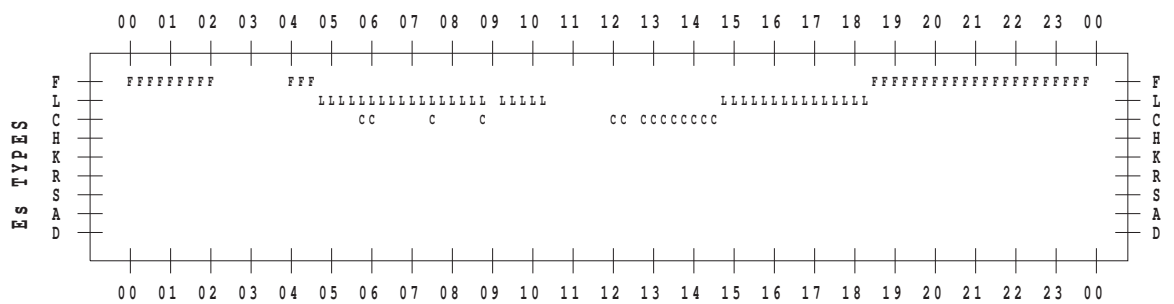 00 01 02 03 04 05 06 07 08 09 10 11 12 13 14 15 16 17 18 19 20 21 22 23 00
F FFFFFFFFF FFF FFFFFFFFFFFFFFFFFFFFFF F
L LLLLLLLLLLLLLLLLL LLLLL LLLLLLLLLLLLLLL L
C CC C C CC CCCCCCCC C
H H
K K
R R
S S
A A
D D
Es TYPES
00 01 02 03 04 05 06 07 08 09 10 11 12 13 14 15 16 17 18 19 20 21 22 23 00